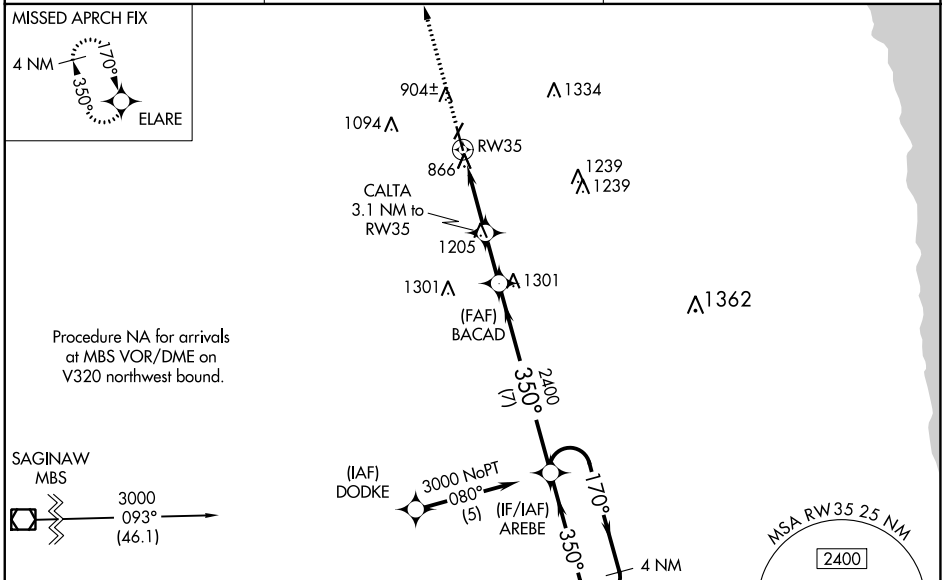 MISSED APRCH FIX
4 NM
170°
350°
ELARE
904±
1334
1094
RW35
866
1239
1239
CALTA
3.1 NM to
RW35
1205
1301
1301
(FAF)
BACAD
1362
Procedure NA for arrivals
at MBS VOR/DME on
V320 northwest bound.
2400
350°
(7)
SAGINAW
MBS
3000
093°
(46.1)
(IAF)
DODKE
3000 NoPT
080°
(5)
(IF/IAF)
AREBE
170°
350°
4 NM
MSA RW35 25 NM
2400